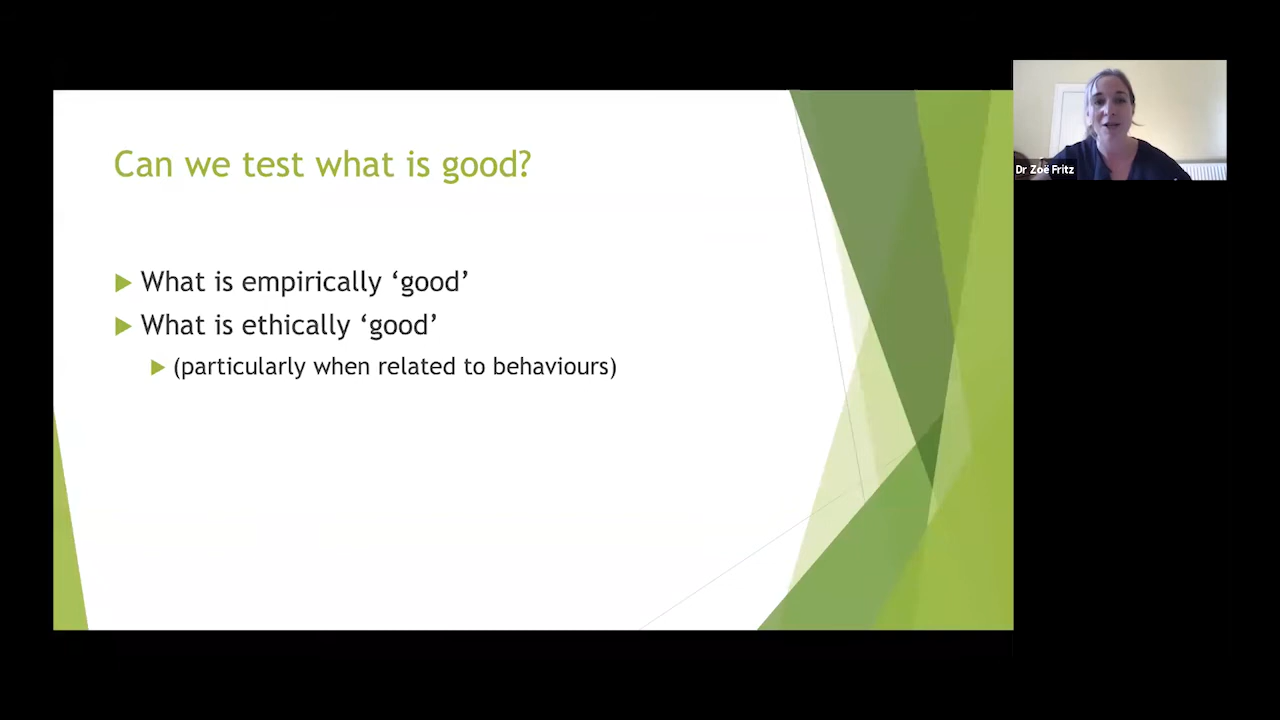 Can we test what is good?
What is empirically ‘good’
What is ethically ‘good’
(particularly when related to behaviours)
Dr Zoë Fritz